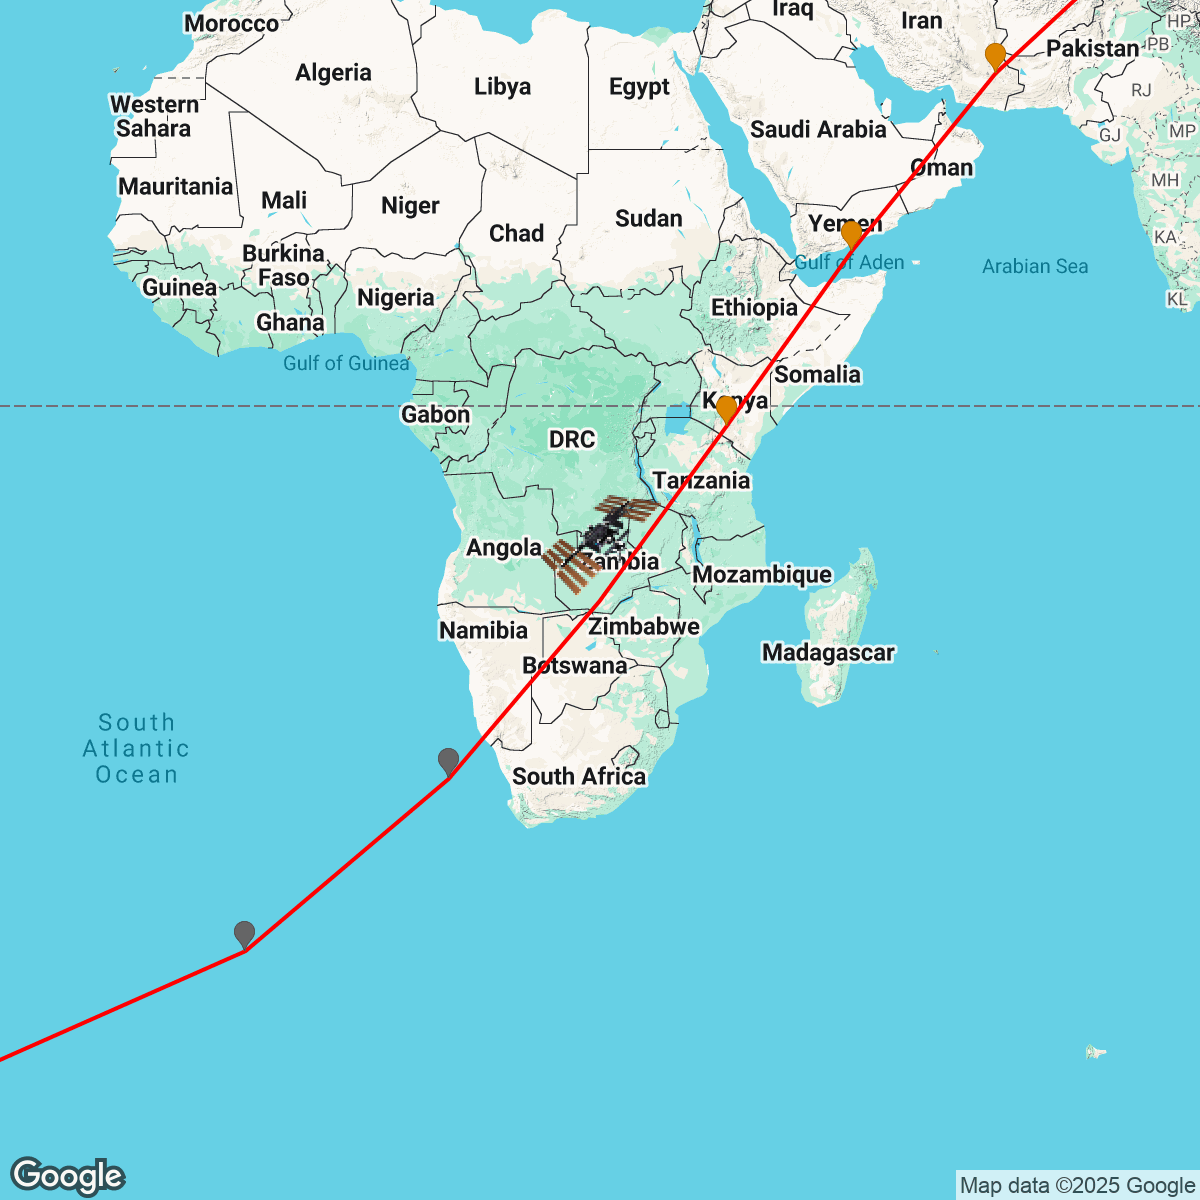 Morocco
Iraq
Iran
HP
Pakistan
PB
Algeria
Libya
Egypt
RJ
Western
Sahara
Saudi Arabia
GJ
MP
Oman
MH
Mauritania
Mali
Niger
Chad
Sudan
Yemen
KA
Burkina
Faso
Gulf of Aden
Arabian Sea
Guinea
Nigeria
Ethiopia
KL
Ghana
Gulf of Guinea
Somalia
Kenya
Gabon
DRC
Tanzania
Angola
Zambia
Mozambique
Namibia
Zimbabwe
Madagascar
Botswana
South
Atlantic
Ocean
South Africa
Google
Map data ©2025 Google